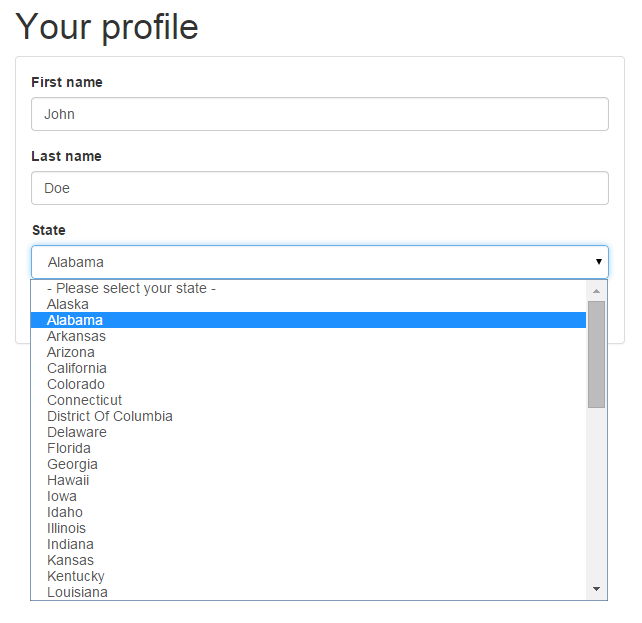 Your profile
First name
John
Last name
Doe
State
Alabama
- Please select your state -
Alaska
Alabama
Arkansas
Arizona
California
Colorado
Connecticut
District Of Columbia
Delaware
Florida
Georgia
Hawaii
Iowa
Idaho
Illinois
Indiana
Kansas
Kentucky
Louisiana